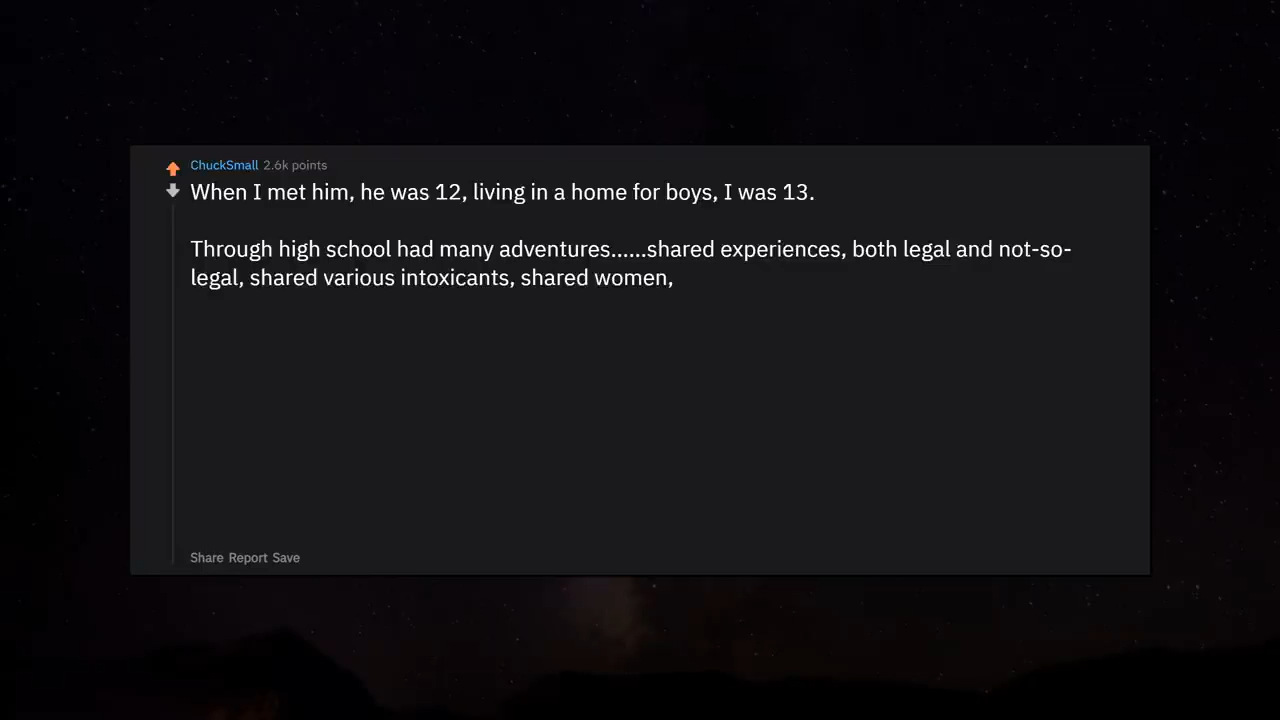 ChuckSmall 2.6k points
When I met him, he was 12, living in a home for boys, I was 13.
Through high school had many adventures......shared experiences, both legal and not-so-
legal, shared various intoxicants, shared women,
Share Report Save